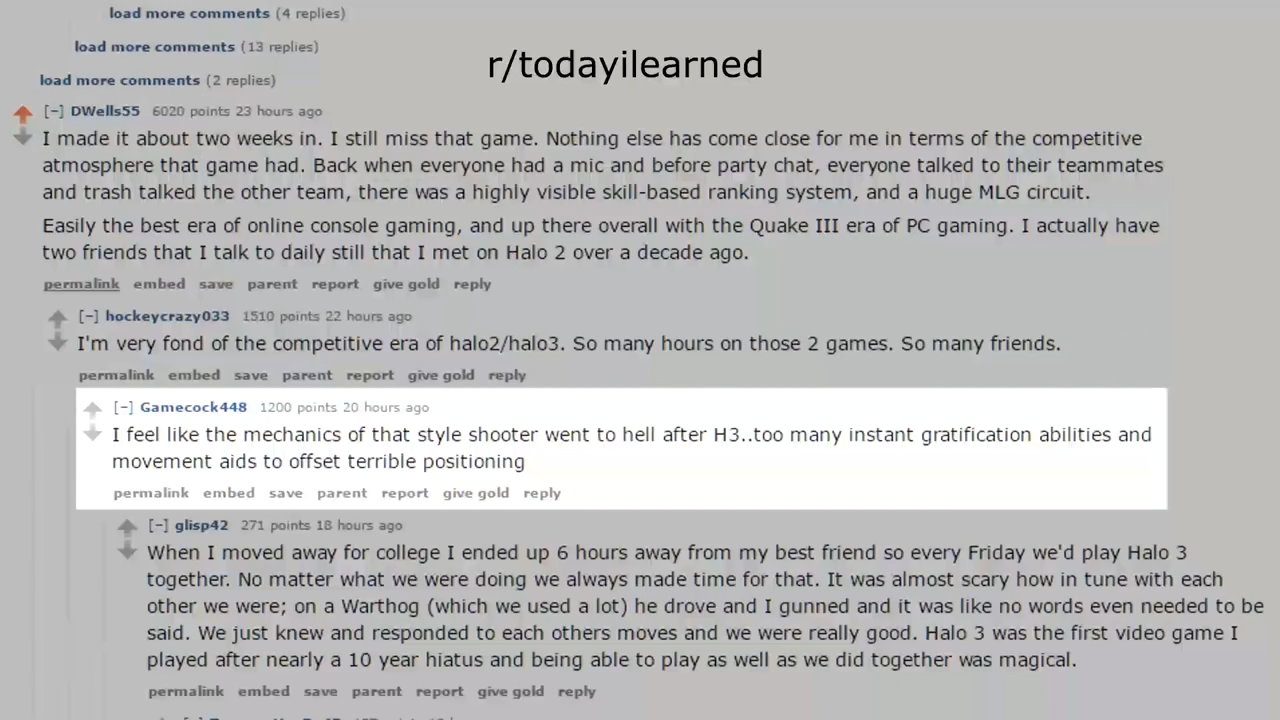 load more comments (4 replies)
load more comments (13 replies)
r/todayilearned
load more comments (2 replies)
[–] DWells55 6020 points 23 hours ago
I made it about two weeks in. I still miss that game. Nothing else has come close for me in terms of the competitive
atmosphere that game had. Back when everyone had a mic and before party chat, everyone talked to their teammates
and trash talked the other team, there was a highly visible skill-based ranking system, and a huge MLG circuit.
Easily the best era of online console gaming, and up there overall with the Quake III era of PC gaming. I actually have
two friends that I talk to daily still that I met on Halo 2 over a decade ago.
permalink embed save parent report give gold reply
[–] hockeycrazy033 1510 points 22 hours ago
I'm very fond of the competitive era of halo2/halo3. So many hours on those 2 games. So many friends.
permalink embed save parent report give gold reply
[–] Gamecock448 1200 points 20 hours ago
I feel like the mechanics of that style shooter went to hell after H3..too many instant gratification abilities and
movement aids to offset terrible positioning
permalink embed save parent report give gold reply
[–] glisp42 271 points 18 hours ago
When I moved away for college I ended up 6 hours away from my best friend so every Friday we'd play Halo 3
together. No matter what we were doing we always made time for that. It was almost scary how in tune with each
other we were; on a Warthog (which we used a lot) he drove and I gunned and it was like no words even needed to be
said. We just knew and responded to each others moves and we were really good. Halo 3 was the first video game I
played after nearly a 10 year hiatus and being able to play as well as we did together was magical.
permalink embed save parent report give gold reply